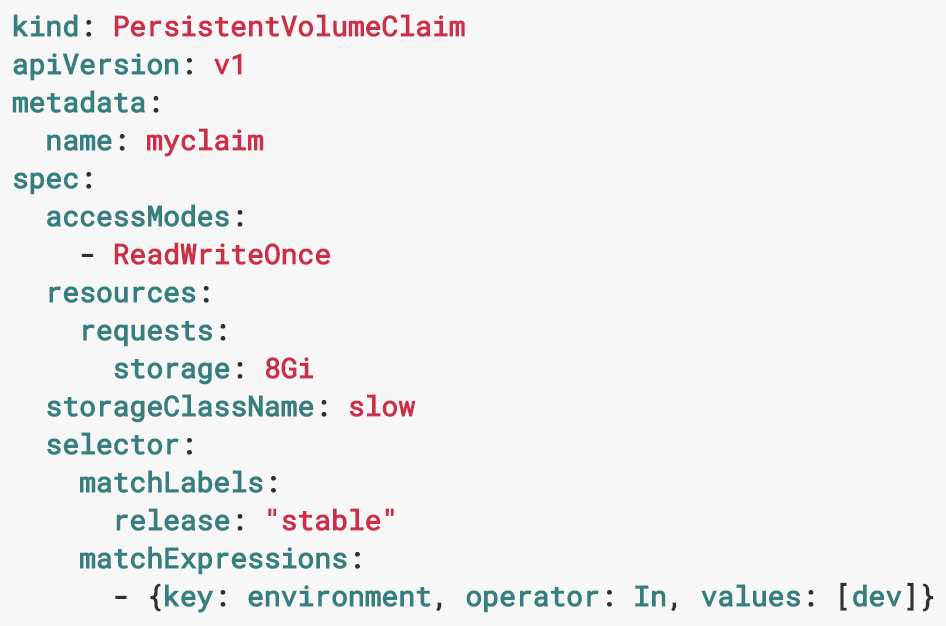 kind: PersistentVolumeClaim
apiVersion: v1
metadata:
  name: myclaim
spec:
  accessModes:
    - ReadWriteOnce
  resources:
    requests:
      storage: 8Gi
  storageClassName: slow
  selector:
    matchLabels:
      release: "stable"
    matchExpressions:
      - {key: environment, operator: In, values: [dev]}